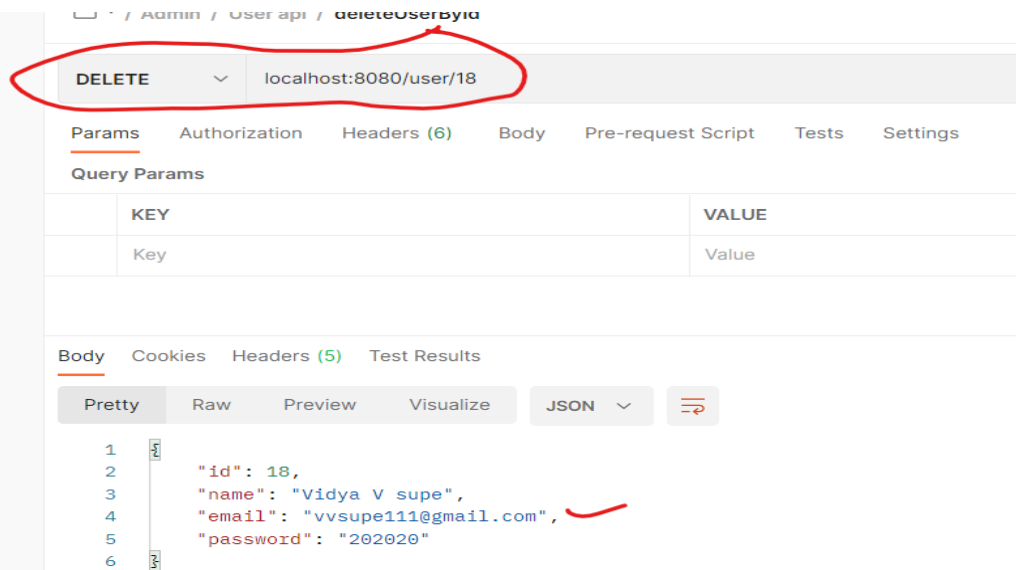 / Admin / User api / deleteUserById
DELETE localhost:8080/user/18
Params Authorization Headers (6) Body Pre-request Script Tests Settings
Query Params
KEY VALUE
Key Value
Body Cookies Headers (5) Test Results
Pretty Raw Preview Visualize JSON
1 {
2 "id": 18,
3 "name": "Vidya V supe",
4 "email": "vvsupe111@gmail.com",
5 "password": "202020"
6 }